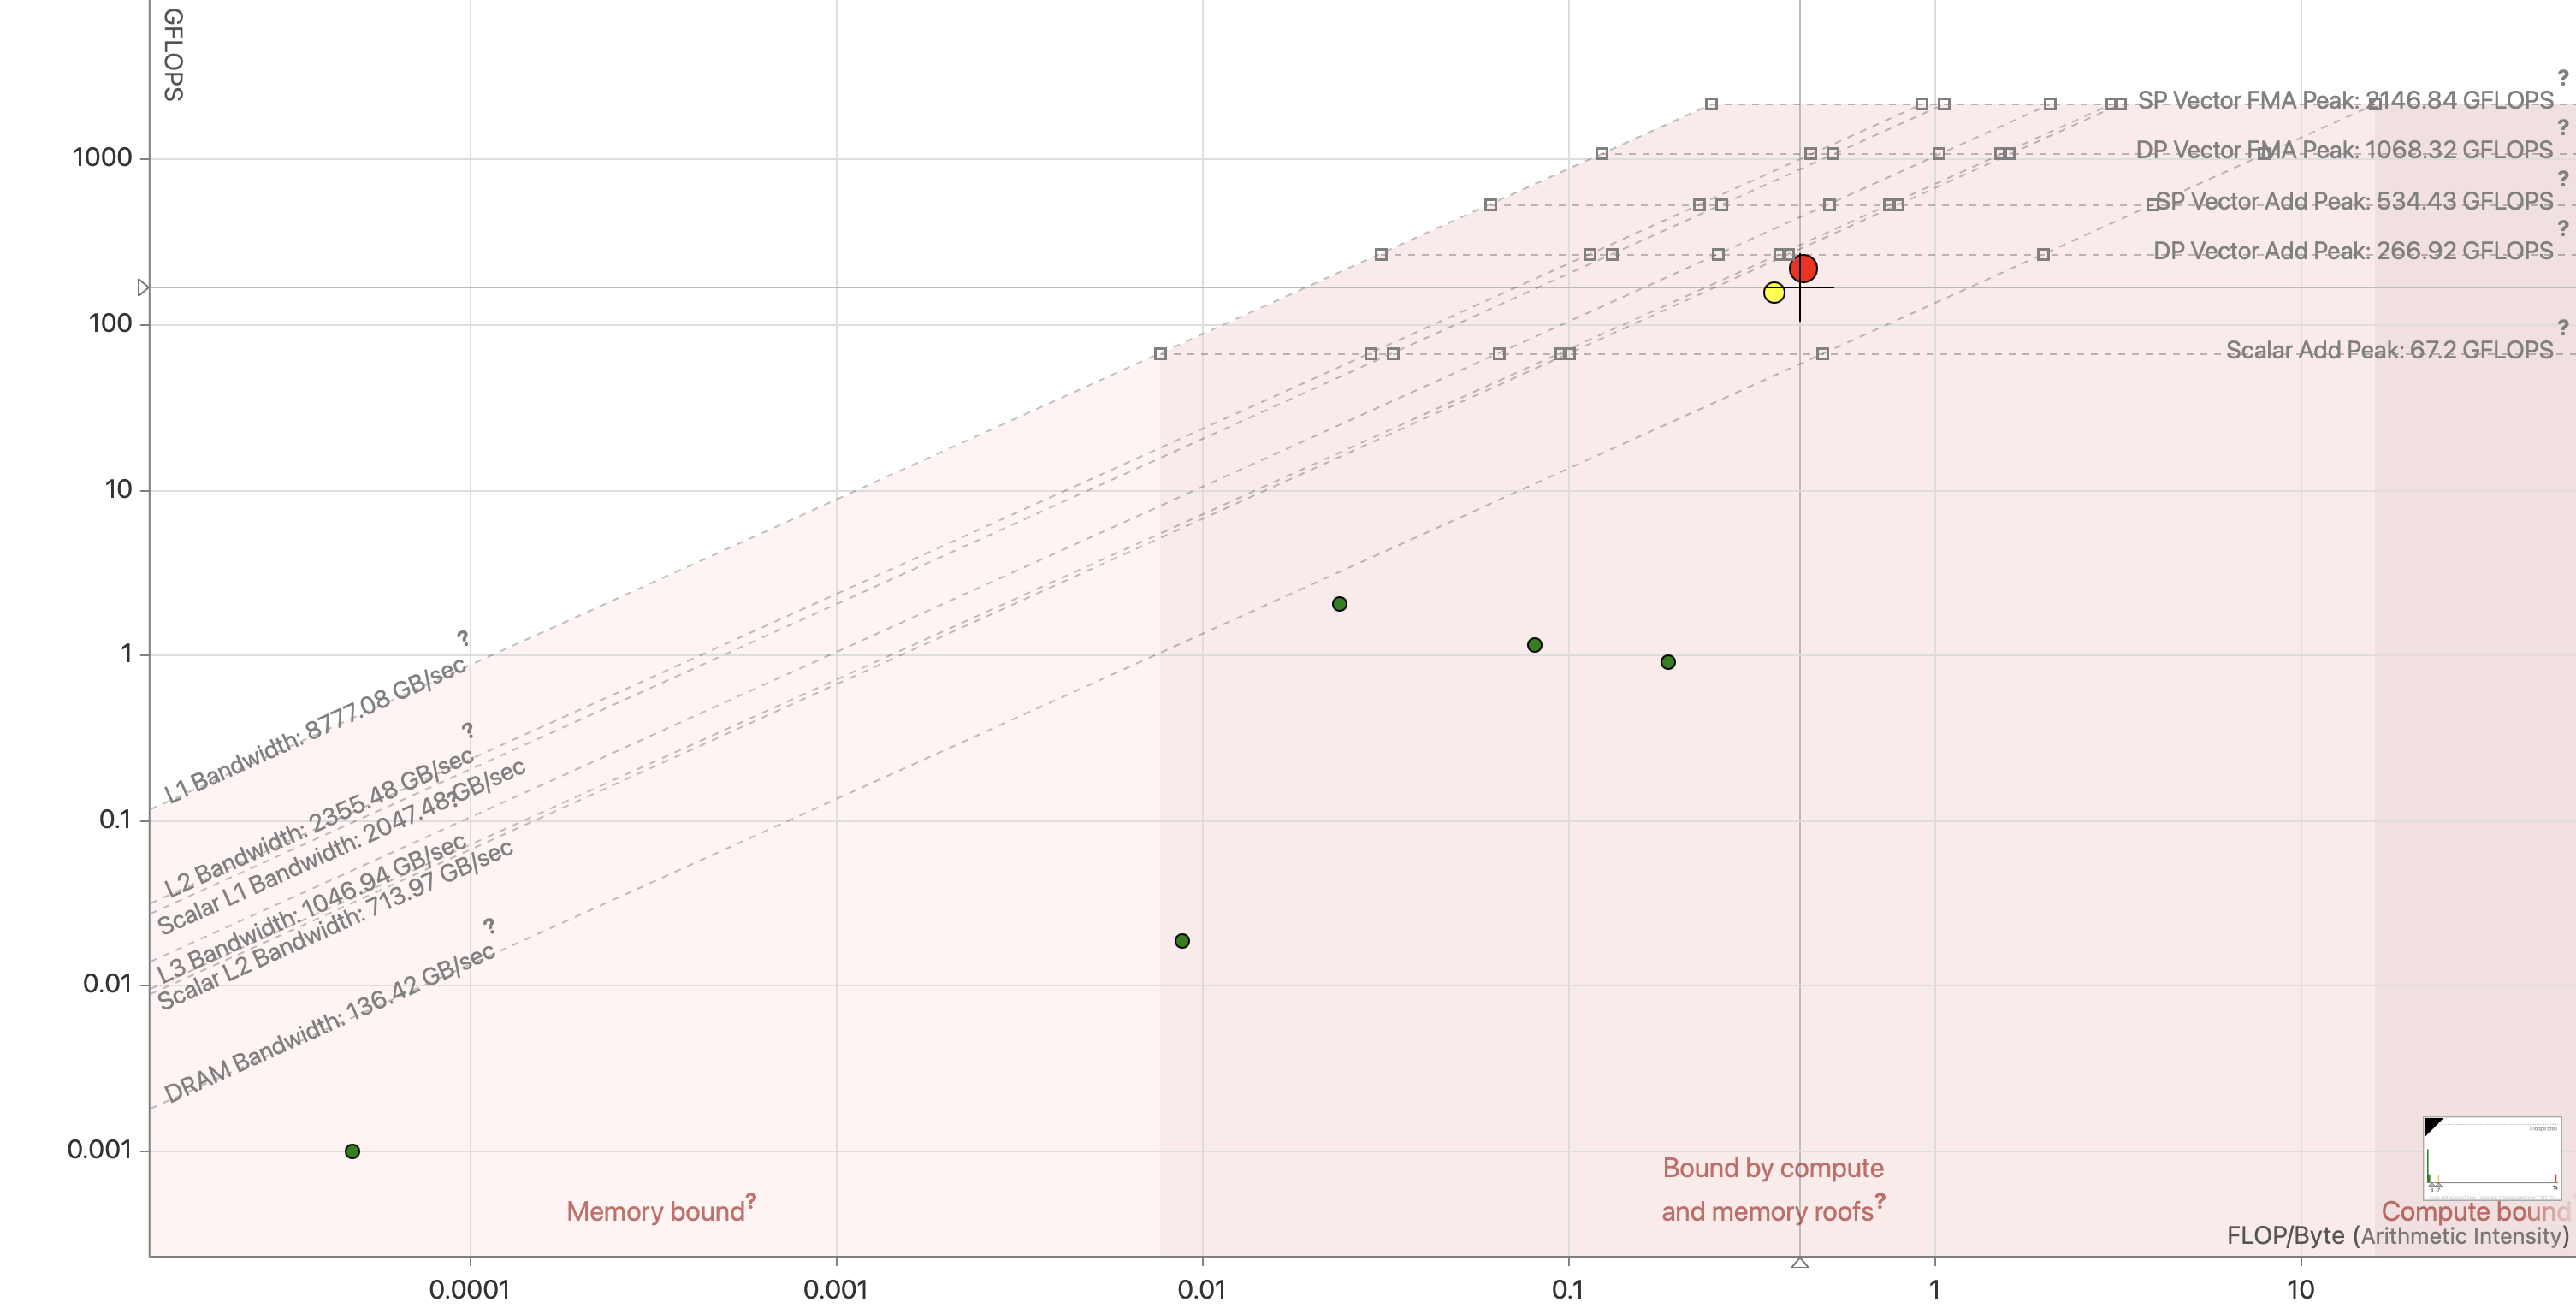 GFLOPS
?
SP Vector FMA Peak: 2146.84 GFLOPS
?
1000
DP Vector FMA Peak: 1068.32 GFLOPS
?
SP Vector Add Peak: 534.43 GFLOPS
?
DP Vector Add Peak: 266.92 GFLOPS
100
?
Scalar Add Peak: 67.2 GFLOPS
10
1
?
L1 Bandwidth: 8777.08 GB/sec
?
L2 Bandwidth: 2355.48 GB/sec
?
Scalar L1 Bandwidth: 2047.48 GB/sec
0.1
L3 Bandwidth: 1046.94 GB/sec
Scalar L2 Bandwidth: 713.97 GB/sec
?
DRAM Bandwidth: 136.42 GB/sec
0.01
0.001
Memory bound?
Bound by compute
and memory roofs?
7 loops total
%
Compute bound
FLOP/Byte (Arithmetic Intensity)
0.0001
0.001
0.01
0.1
1
10